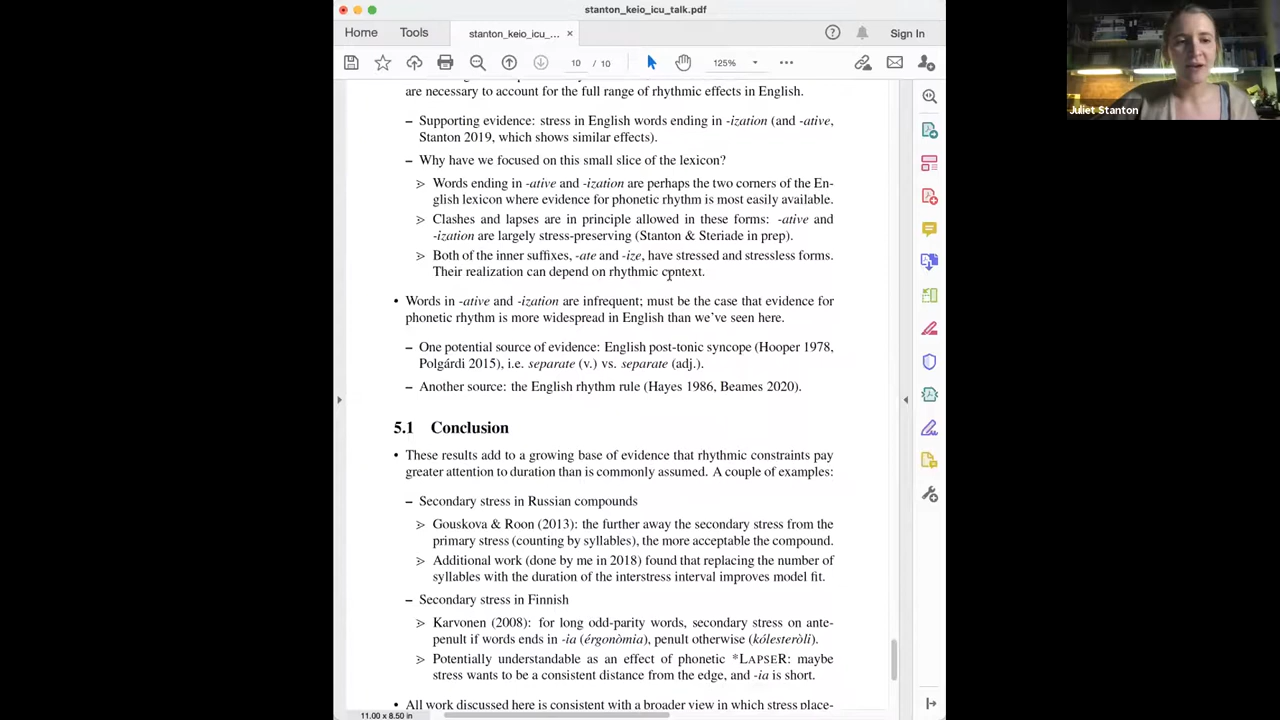 stanton_keio_icu_talk.pdf
Home
Tools
stanton_keio_icu_...
×
?
Sign In
10 / 10
125%
Juliet Stanton
are necessary to account for the full range of rhythmic effects in English.
– Supporting evidence: stress in English words ending in -ization (and -ative,
Stanton 2019, which shows similar effects).
– Why have we focused on this small slice of the lexicon?
➢ Words ending in -ative and -ization are perhaps the two corners of the En-
glish lexicon where evidence for phonetic rhythm is most easily available.
➢ Clashes and lapses are in principle allowed in these forms: -ative and
-ization are largely stress-preserving (Stanton & Steriade in prep).
➢ Both of the inner suffixes, -ate and -ize, have stressed and stressless forms.
Their realization can depend on rhythmic context.
• Words in -ative and -ization are infrequent; must be the case that evidence for
phonetic rhythm is more widespread in English than we've seen here.
– One potential source of evidence: English post-tonic syncope (Hooper 1978,
Polgárdi 2015), i.e. separate (v.) vs. separate (adj.).
– Another source: the English rhythm rule (Hayes 1986, Beames 2020).
5.1 Conclusion
• These results add to a growing base of evidence that rhythmic constraints pay
greater attention to duration than is commonly assumed. A couple of examples:
– Secondary stress in Russian compounds
➢ Gouskova & Roon (2013): the further away the secondary stress from the
primary stress (counting by syllables), the more acceptable the compound.
➢ Additional work (done by me in 2018) found that replacing the number of
syllables with the duration of the interstress interval improves model fit.
– Secondary stress in Finnish
➢ Karvonen (2008): for long odd-parity words, secondary stress on ante-
penult if words ends in -ia (érgonòmia), penult otherwise (kólesteròli).
➢ Potentially understandable as an effect of phonetic *LAPSER: maybe
stress wants to be a consistent distance from the edge, and -ia is short.
• All work discussed here is consistent with a broader view in which stress place-
11.00 x 8.50 in